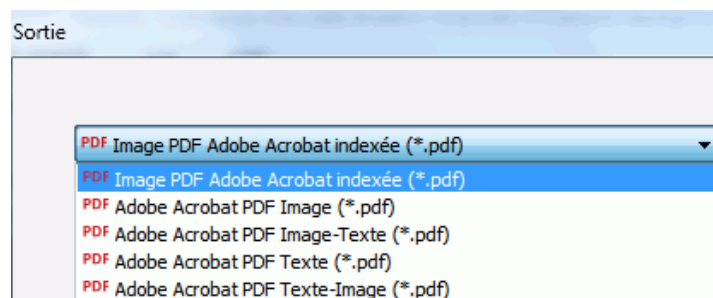 Sortie
PDF Image PDF Adobe Acrobat indexée (*.pdf)
PDF Image PDF Adobe Acrobat indexée (*.pdf)
PDF Adobe Acrobat PDF Image (*.pdf)
PDF Adobe Acrobat PDF Image-Texte (*.pdf)
PDF Adobe Acrobat PDF Texte (*.pdf)
PDF Adobe Acrobat PDF Texte-Image (*.pdf)